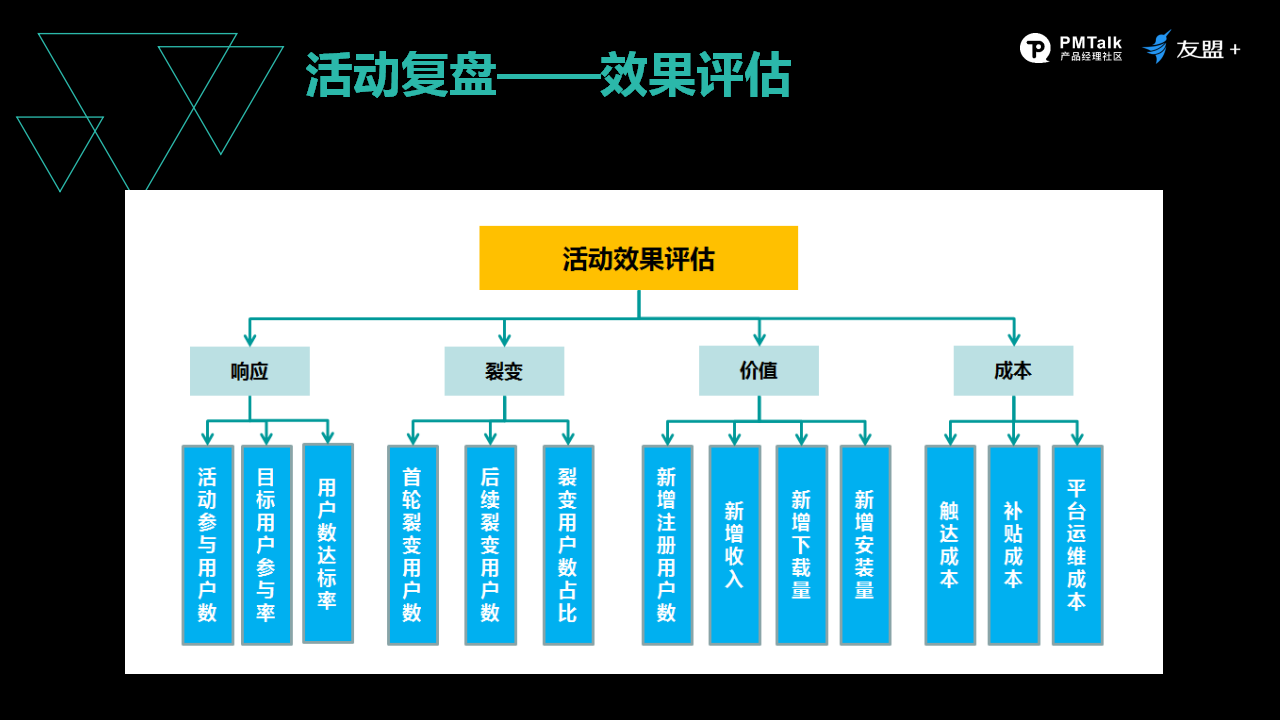 活动复盘——效果评估
PMTalk
产品经理社区
友盟+
活动效果评估
响应
裂变
价值
成本
活动参与用户数
目标用户参与率
用户数达标率
首轮裂变用户数
后续裂变用户数
裂变用户数占比
新增注册用户数
新增收入
新增下载量
新增安装量
触达成本
补贴成本
平台运维成本